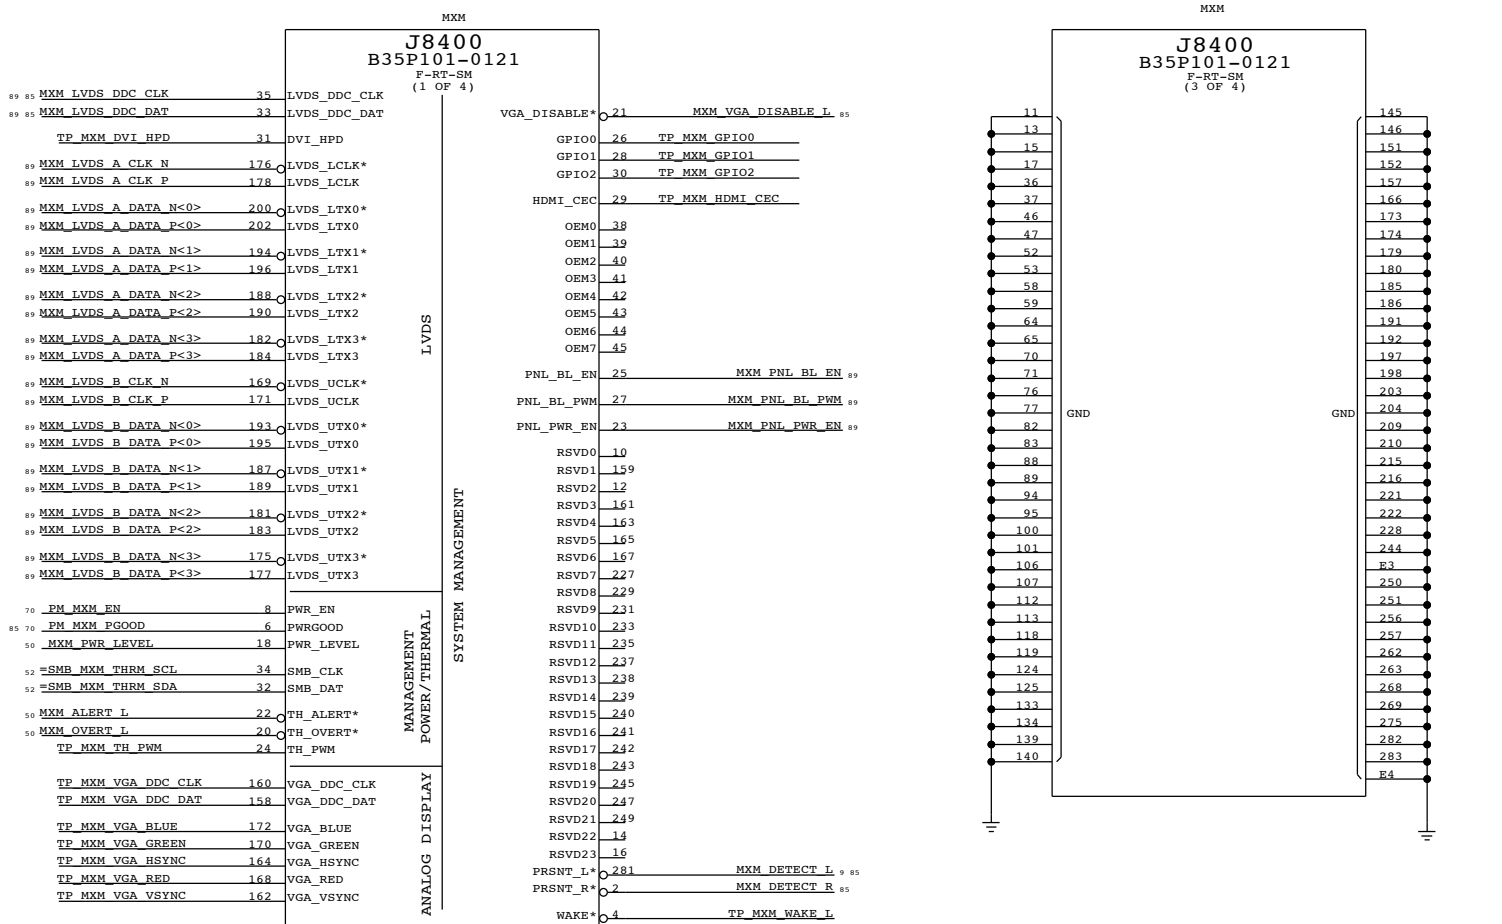 MXM
J8400
B35P101-0121
F-RT-SM
(1 OF 4)
89 85 MXM_LVDS_DDC_CLK 35 LVDS_DDC_CLK
89 85 MXM_LVDS_DDC_DAT 33 LVDS_DDC_DAT
TP_MXM_DVI_HPD 31 DVI_HPD
89 MXM_LVDS_A_CLK_N 176 LVDS_LCLK*
89 MXM_LVDS_A_CLK_P 178 LVDS_LCLK
89 MXM_LVDS_A_DATA_N<0> 200 LVDS_LTX0*
89 MXM_LVDS_A_DATA_P<0> 202 LVDS_LTX0
89 MXM_LVDS_A_DATA_N<1> 194 LVDS_LTX1*
89 MXM_LVDS_A_DATA_P<1> 196 LVDS_LTX1
89 MXM_LVDS_A_DATA_N<2> 188 LVDS_LTX2*
89 MXM_LVDS_A_DATA_P<2> 190 LVDS_LTX2
89 MXM_LVDS_A_DATA_N<3> 182 LVDS_LTX3*
89 MXM_LVDS_A_DATA_P<3> 184 LVDS_LTX3
89 MXM_LVDS_B_CLK_N 169 LVDS_UCLK*
89 MXM_LVDS_B_CLK_P 171 LVDS_UCLK
89 MXM_LVDS_B_DATA_N<0> 193 LVDS_UTX0*
89 MXM_LVDS_B_DATA_P<0> 195 LVDS_UTX0
89 MXM_LVDS_B_DATA_N<1> 187 LVDS_UTX1*
89 MXM_LVDS_B_DATA_P<1> 189 LVDS_UTX1
89 MXM_LVDS_B_DATA_N<2> 181 LVDS_UTX2*
89 MXM_LVDS_B_DATA_P<2> 183 LVDS_UTX2
89 MXM_LVDS_B_DATA_N<3> 175 LVDS_UTX3*
89 MXM_LVDS_B_DATA_P<3> 177 LVDS_UTX3
70 PM_MXM_EN 8 PWR_EN
85 70 PM_MXM_PGOOD 6 PWRGOOD
50 MXM_PWR_LEVEL 18 PWR_LEVEL
52 =SMB_MXM_THRM_SCL 34 SMB_CLK
52 =SMB_MXM_THRM_SDA 32 SMB_DAT
50 MXM_ALERT_L 22 TH_ALERT*
50 MXM_OVERT_L 20 TH_OVERT*
TP_MXM_TH_PWM 24 TH_PWM
TP_MXM_VGA_DDC_CLK 160 VGA_DDC_CLK
TP_MXM_VGA_DDC_DAT 158 VGA_DDC_DAT
TP_MXM_VGA_BLUE 172 VGA_BLUE
TP_MXM_VGA_GREEN 170 VGA_GREEN
TP_MXM_VGA_HSYNC 164 VGA_HSYNC
TP_MXM_VGA_RED 168 VGA_RED
TP_MXM_VGA_VSYNC 162 VGA_VSYNC
LVDS
MANAGEMENT
POWER/THERMAL
ANALOG DISPLAY
SYSTEM MANAGEMENT
VGA_DISABLE* 21 MXM_VGA_DISABLE_L 85
GPIO0 26 TP_MXM_GPIO0
GPIO1 28 TP_MXM_GPIO1
GPIO2 30 TP_MXM_GPIO2
HDMI_CEC 29 TP_MXM_HDMI_CEC
OEM0 38
OEM1 39
OEM2 40
OEM3 41
OEM4 42
OEM5 43
OEM6 44
OEM7 45
PNL_BL_EN 25 MXM_PNL_BL_EN 89
PNL_BL_PWM 27 MXM_PNL_BL_PWM 89
PNL_PWR_EN 23 MXM_PNL_PWR_EN 89
RSVD0 10
RSVD1 159
RSVD2 12
RSVD3 161
RSVD4 163
RSVD5 165
RSVD6 167
RSVD7 227
RSVD8 229
RSVD9 231
RSVD10 233
RSVD11 235
RSVD12 237
RSVD13 238
RSVD14 239
RSVD15 240
RSVD16 241
RSVD17 242
RSVD18 243
RSVD19 245
RSVD20 247
RSVD21 249
RSVD22 14
RSVD23 16
PRSNT_L* 281 MXM_DETECT_L 9 85
PRSNT_R* 2 MXM_DETECT_R 85
WAKE* 4 TP_MXM_WAKE_L
MXM
J8400
B35P101-0121
F-RT-SM
(3 OF 4)
11 145
13 146
15 151
17 152
36 157
37 166
46 173
47 174
52 179
53 180
58 185
59 186
64 191
65 192
70 197
71 198
76 203
77 GND GND 204
82 209
83 210
88 215
89 216
94 221
95 222
100 228
101 244
106 E3
107 250
112 251
113 256
118 257
119 262
124 263
125 268
133 269
134 275
139 282
140 283
E4